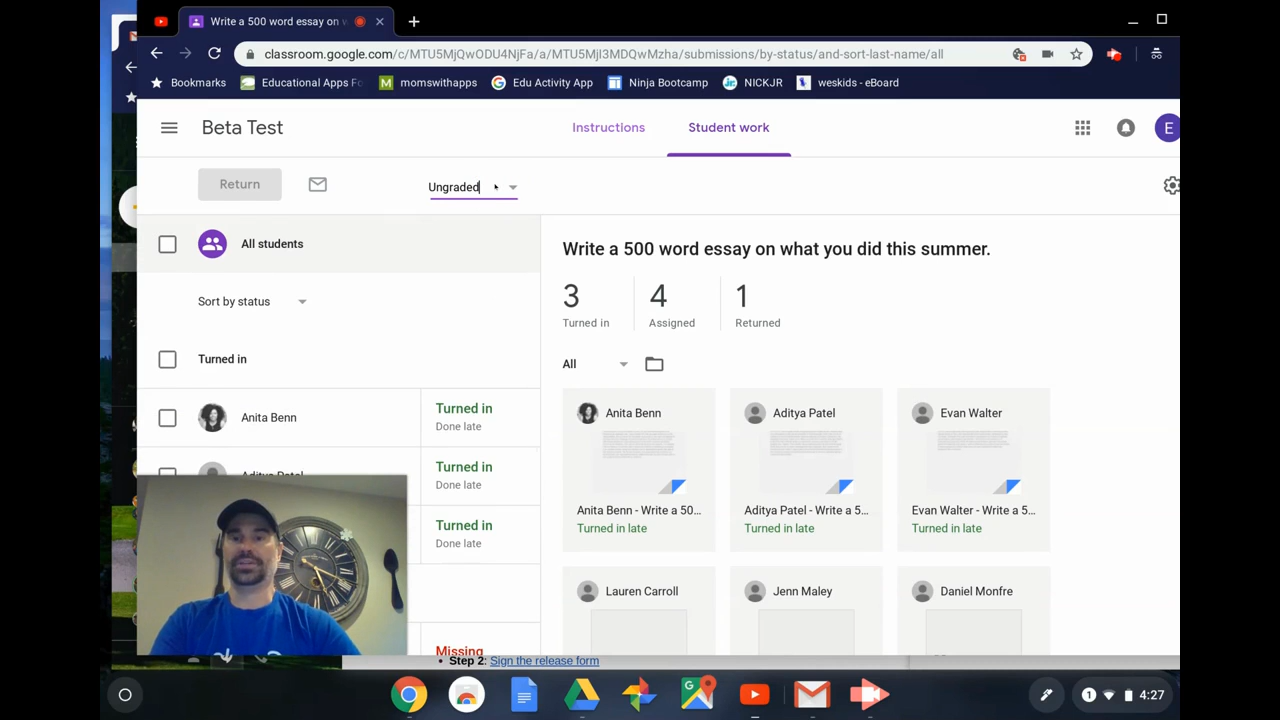 Write a 500 word essay on w
classroom.google.com/c/MTU5MjQwODU4NjFa/a/MTU5MjI3MDQwMzha/submissions/by-status/and-sort-last-name/all
Bookmarks Educational Apps Fo momswithapps Edu Activity App Ninja Bootcamp NICKJR weskids - eBoard
Beta Test Instructions Student work E
Return Ungraded
All students
Write a 500 word essay on what you did this summer.
3 4 1
Sort by status
Turned in Assigned Returned
Turned in
All
Anita Benn Turned in
Done late
Anita Benn Aditya Patel Evan Walter
Aditya Patel Turned in
Done late
Anita Benn - Write a 50... Aditya Patel - Write a 5... Evan Walter - Write a 5...
Turned in late Turned in late Turned in late
Turned in
Done late
Lauren Carroll Jenn Maley Daniel Monfre
Missing
• Step 2: Sign the release form
1 4:27